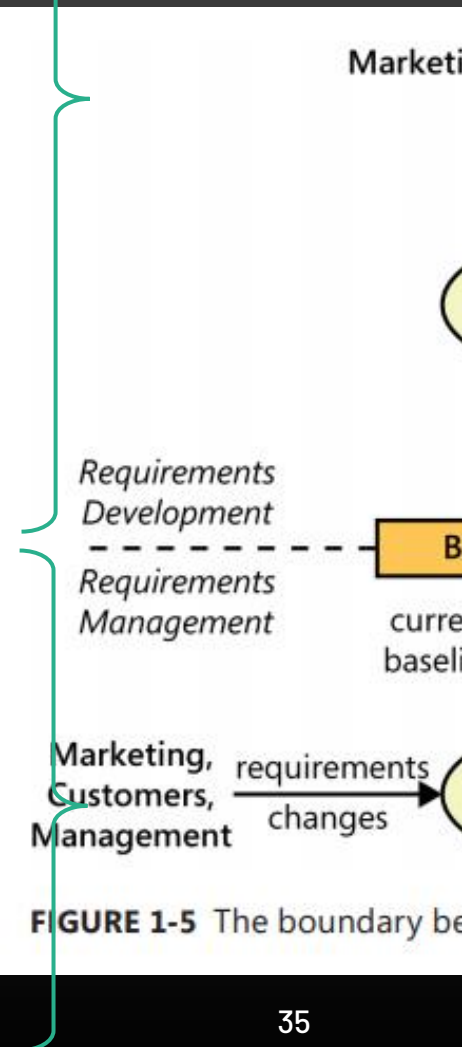 Marketi
Requirements
Development
B
Requirements
Management
curre
baseli
Marketing,
Customers,
Management
requirements
changes
FIGURE 1-5 The boundary be
35